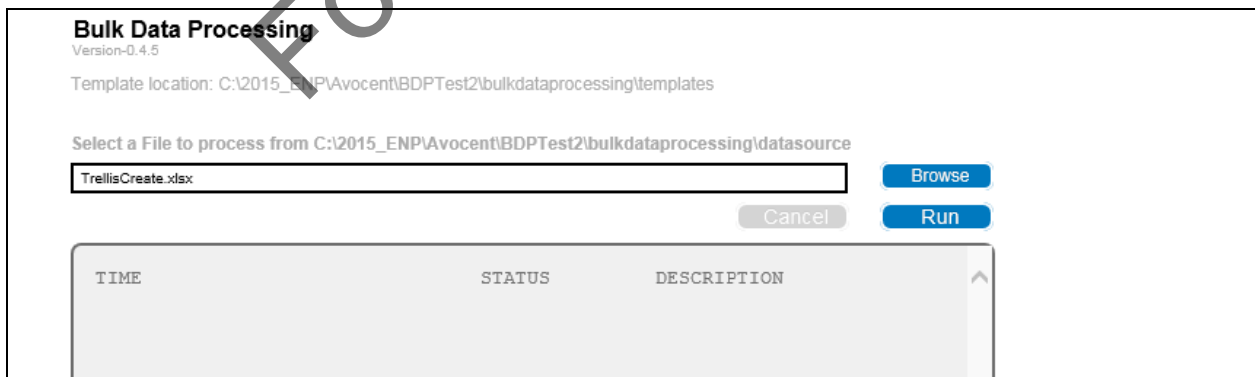 Bulk Data Processing
Version-0.4.5
Template location: C:\2015_ENP\Avocent\BDPTest2\bulkdataprocessing\templates
Select a File to process from C:\2015_ENP\Avocent\BDPTest2\bulkdataprocessing\datasource
TrellisCreate.xlsx Browse
Cancel Run
TIME STATUS DESCRIPTION